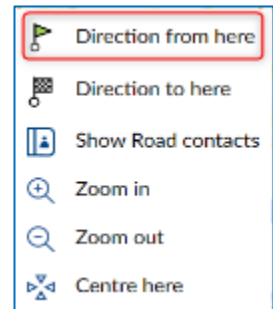 Direction from here
Direction to here
Show Road contacts
Zoom in
Zoom out
Centre here